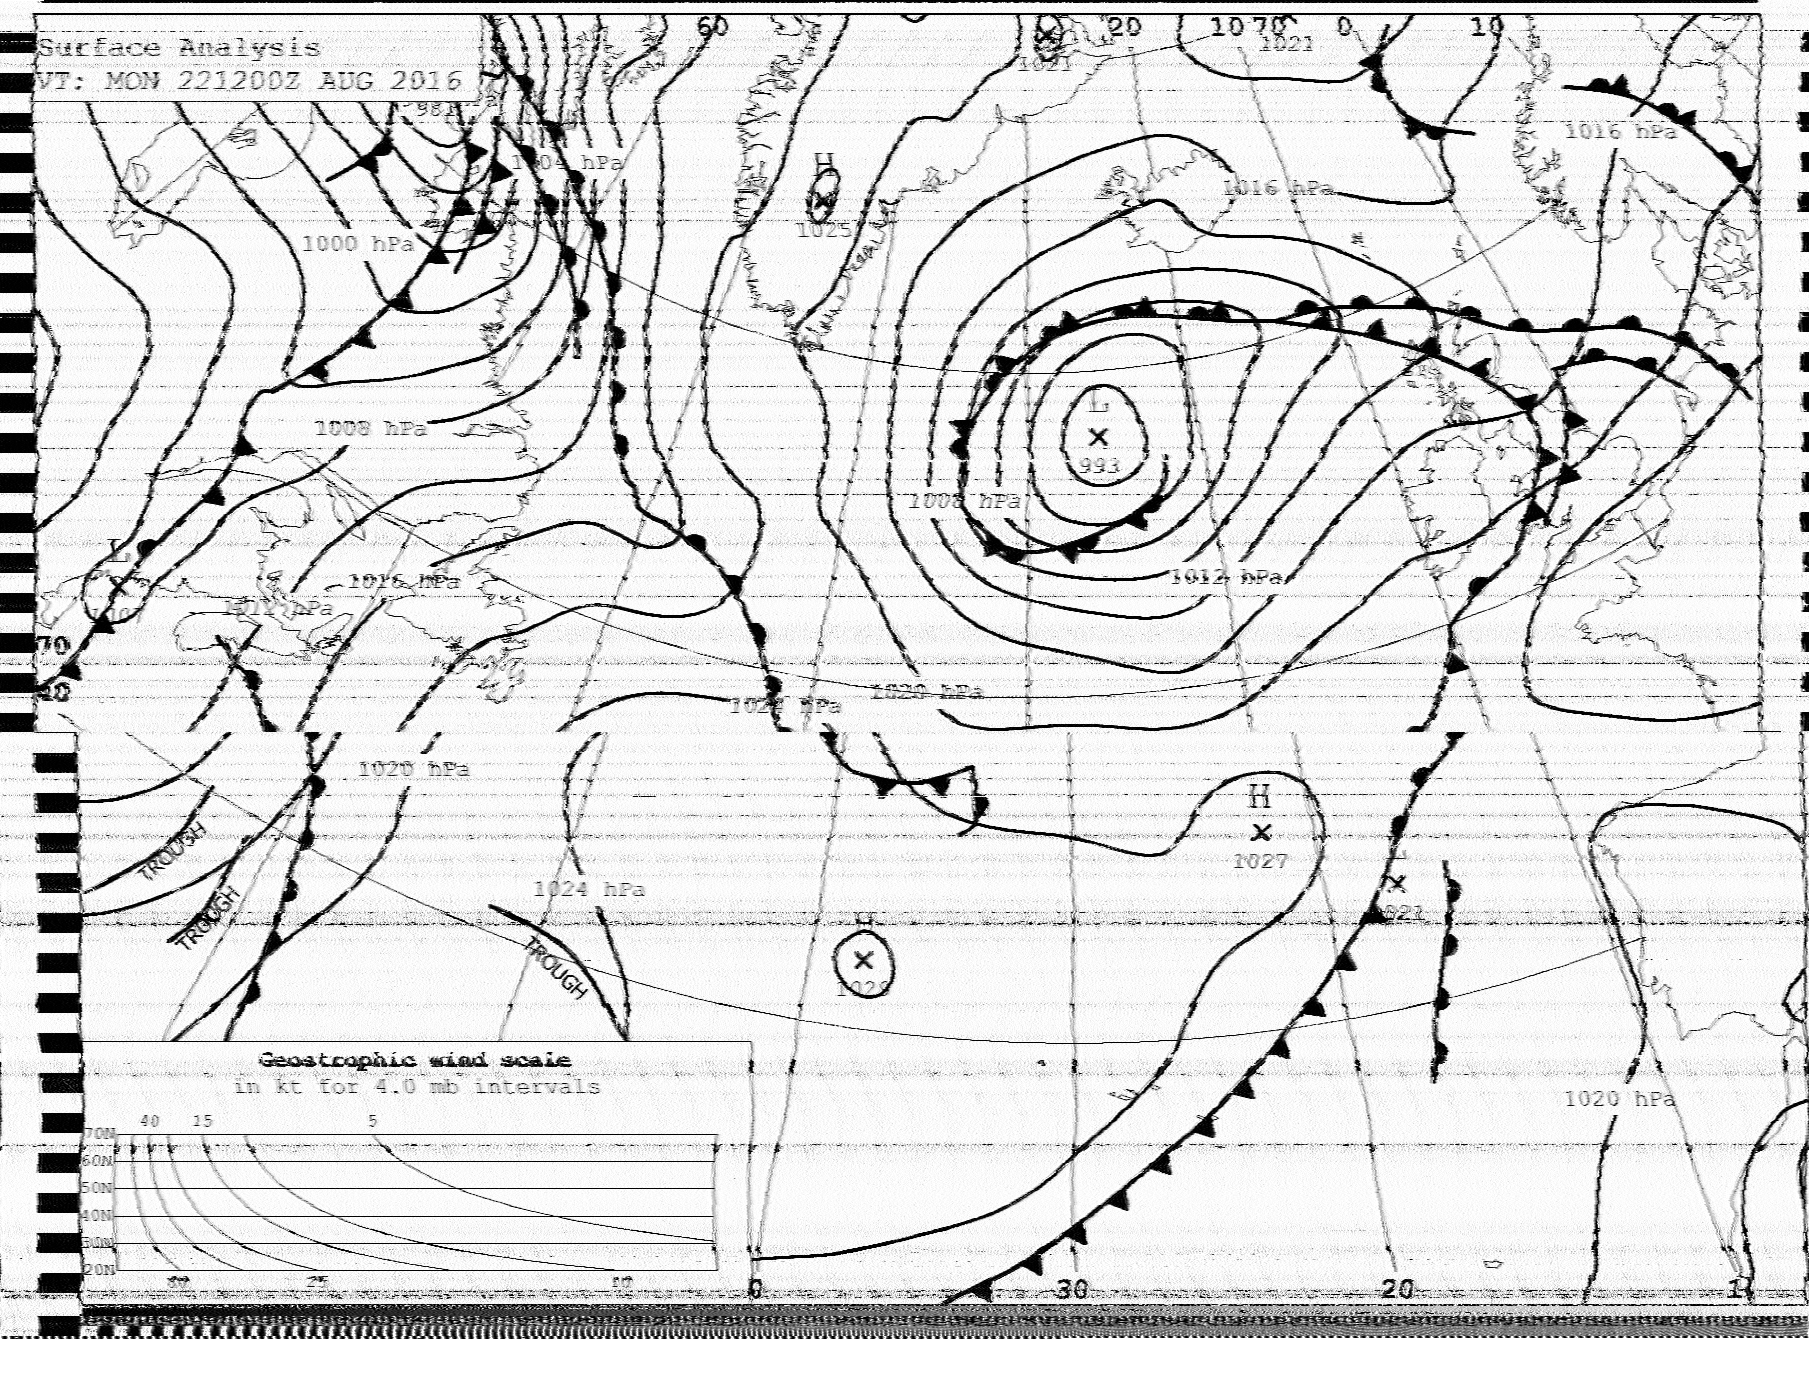 60
20
10
70
0
10
Surface Analysis
1021
1021
VT: MON 221200Z AUG 2016
1016 hPa
1004 hPa
H
1016 hPa
1025
1000 hPa
L
1008 hPa
993
1008 hPa
L
1016 hPa
1012 hPa
1012 hPa
70
1020 hPa
1024 hPa
1020 hPa
H
TROUGH
1027
1024 hPa
TROUGH
1021
H
TROUGH
1028
Geostrophic wind scale
in kt for 4.0 mb intervals
1020 hPa
40 15 5
70N
60N
50N
40N
30N
20N
25 10
0 30 20